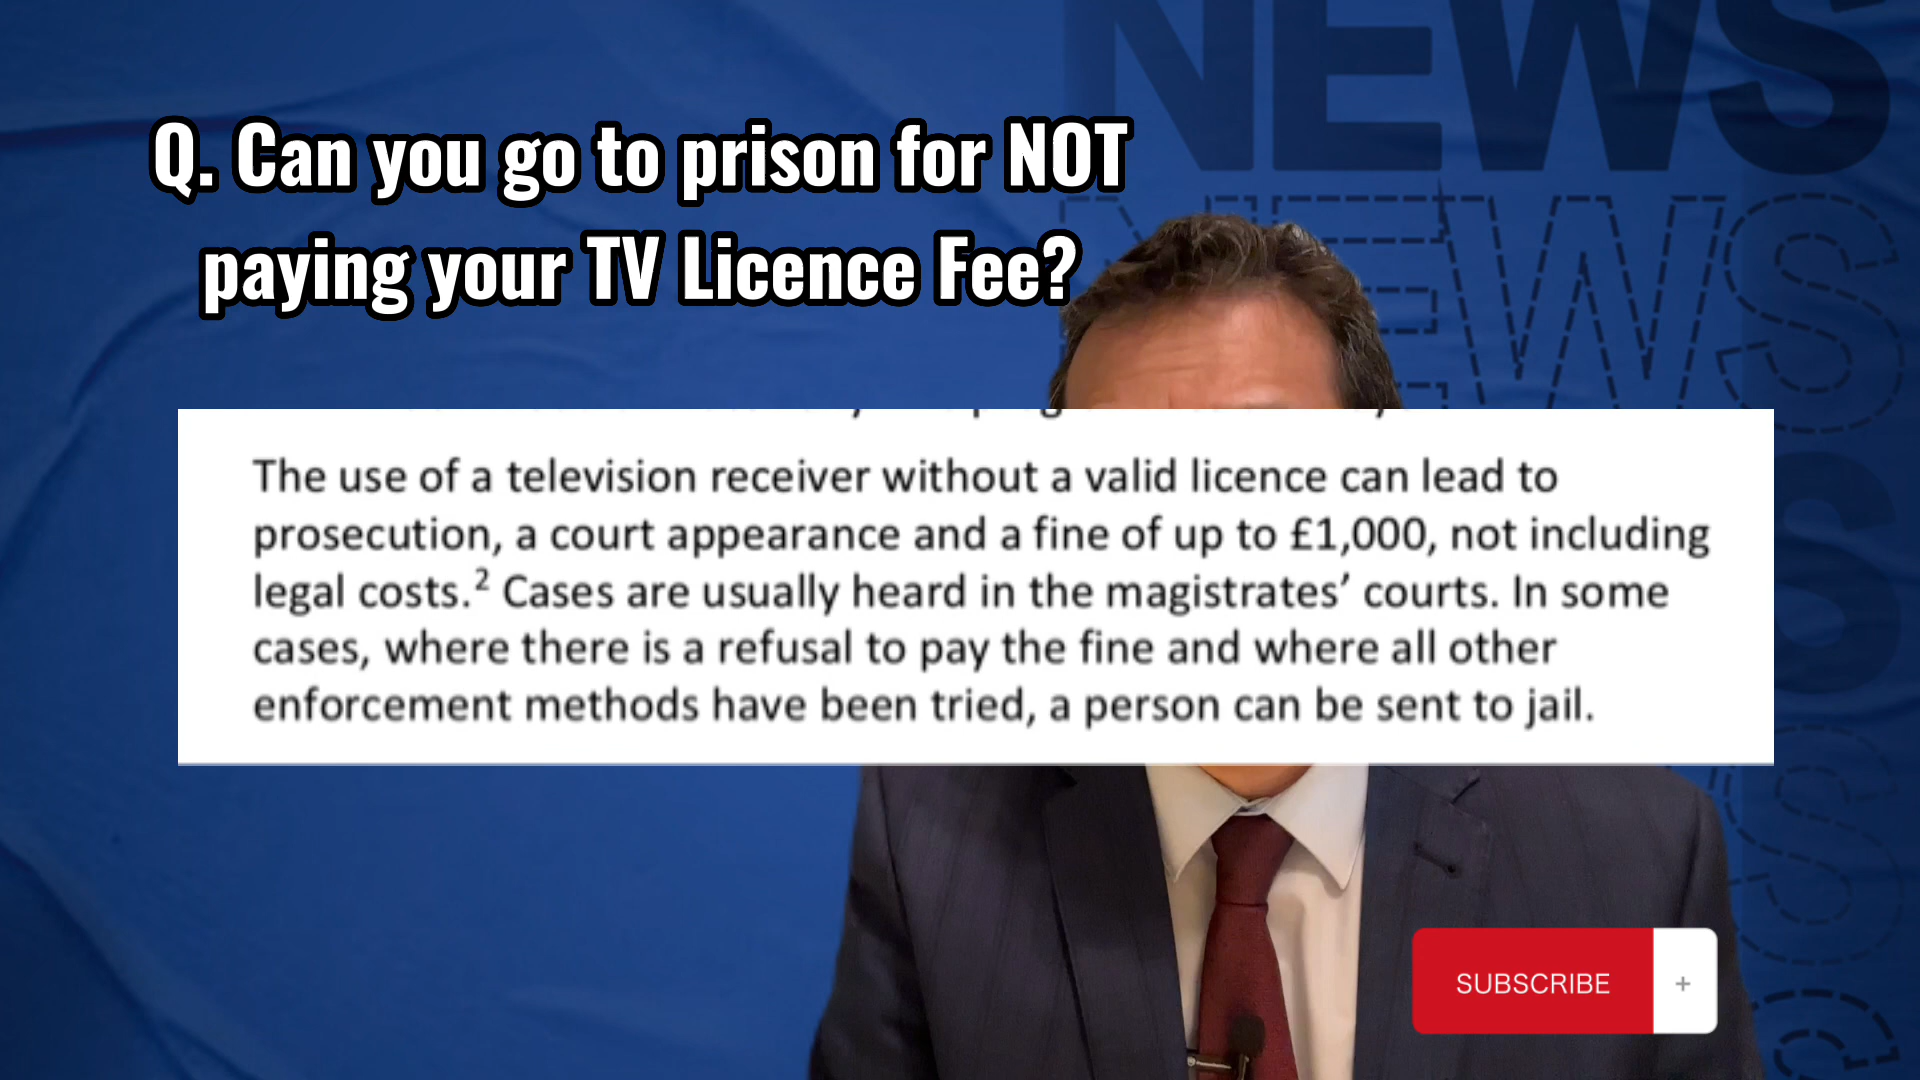 NEWS
Q. Can you go to prison for NOT
paying your TV Licence Fee?
NEWS
The use of a television receiver without a valid licence can lead to
prosecution, a court appearance and a fine of up to £1,000, not including
legal costs.² Cases are usually heard in the magistrates’ courts. In some
cases, where there is a refusal to pay the fine and where all other
enforcement methods have been tried, a person can be sent to jail.
SUBSCRIBE +